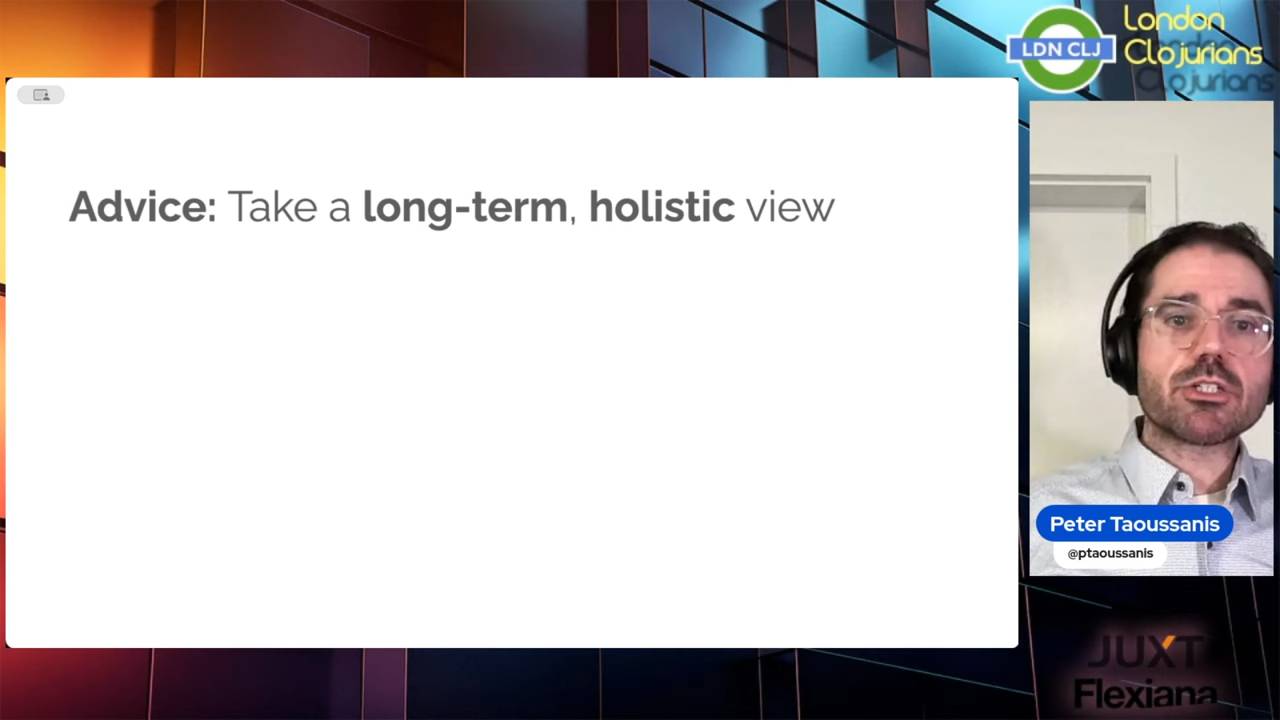 LDN CLJ
London
Clojurians
Advice: Take a long-term, holistic view
Peter Taoussanis
@ptaoussanis
JUXT
Flexiana